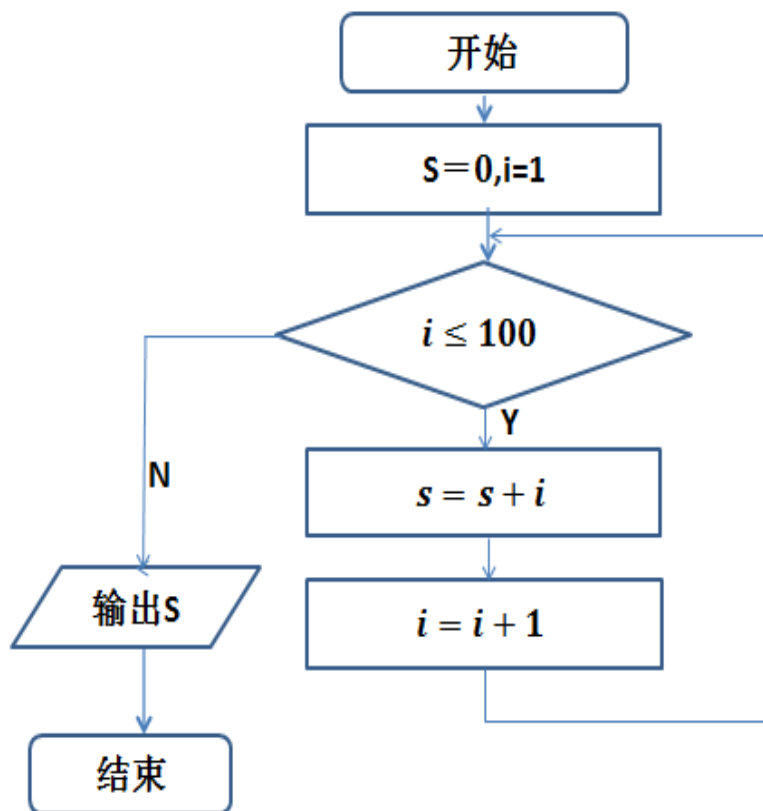 开始
S＝0,i=1
i ≤ 100
Y
N
s = s + i
输出S
i = i + 1
结束